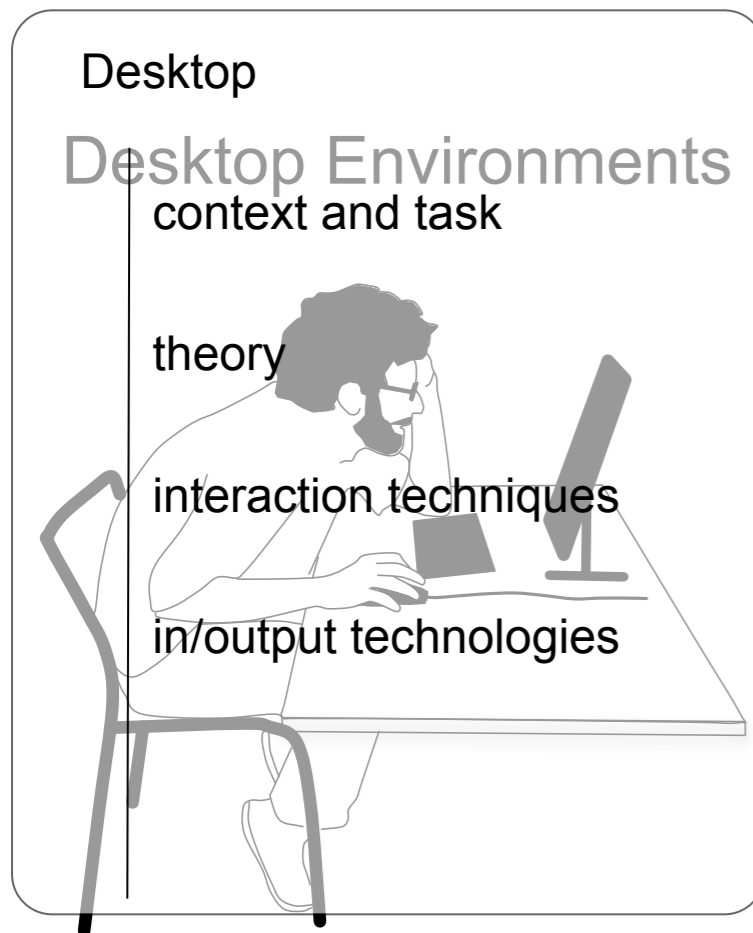 Desktop
Desktop Environments
context and task
theory
interaction techniques
in/output technologies